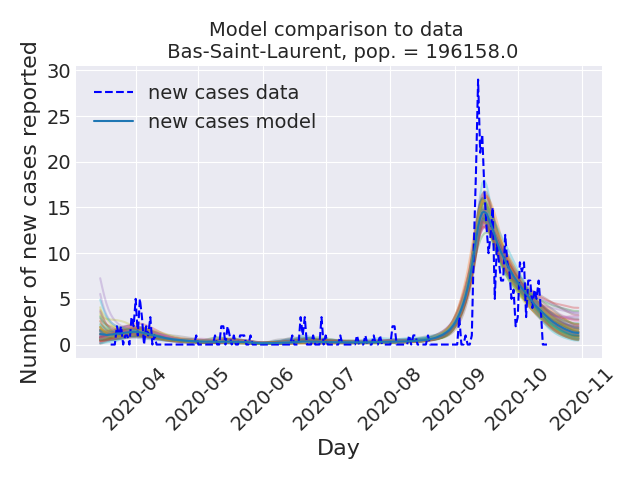 Model comparison to data
Bas-Saint-Laurent, pop. = 196158.0
Number of new cases reported
30
25
20
15
10
5
0
new cases data
new cases model
2020-04
2020-05
2020-06
2020-07
2020-08
2020-09
2020-10
2020-11
Day